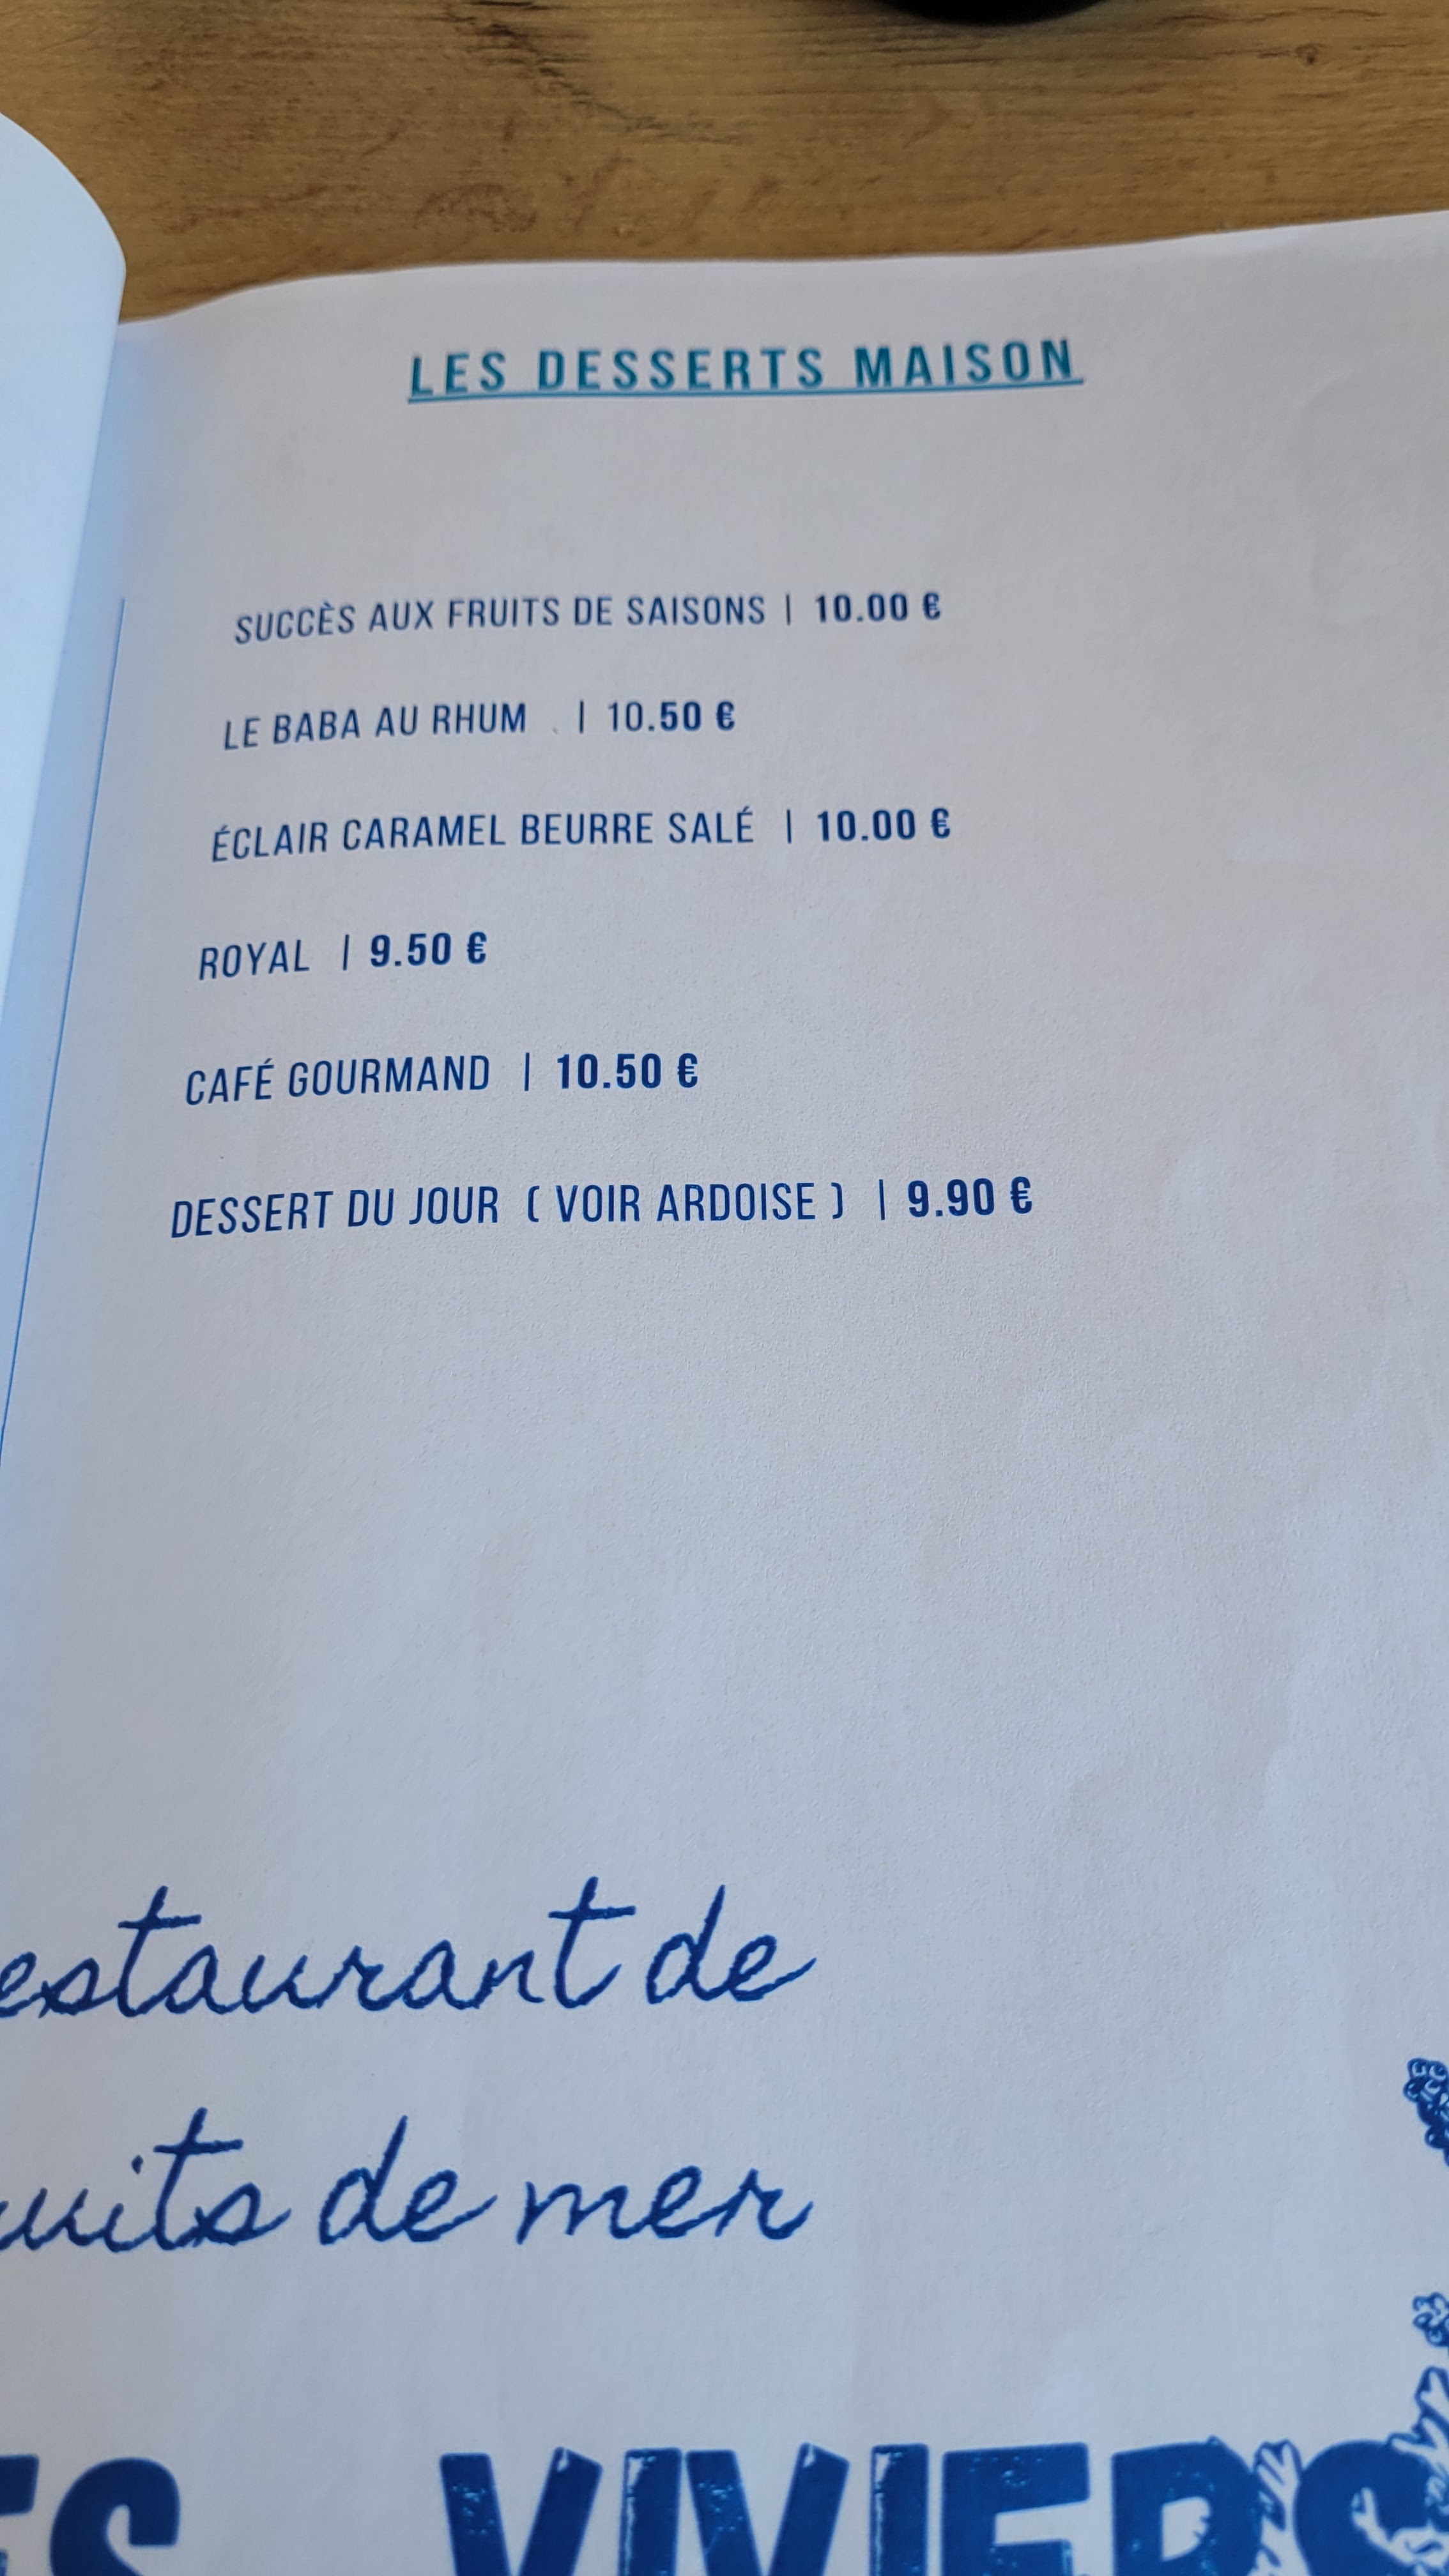 LES DESSERTS MAISON
SUCCÈS AUX FRUITS DE SAISONS | 10.00 €
LE BABA AU RHUM | 10.50 €
ÉCLAIR CARAMEL BEURRE SALÉ | 10.00 €
ROYAL | 9.50 €
CAFÉ GOURMAND | 10.50 €
DESSERT DU JOUR ( VOIR ARDOISE ) | 9.90 €
estaurant de
uits de mer
ES VIVIERS